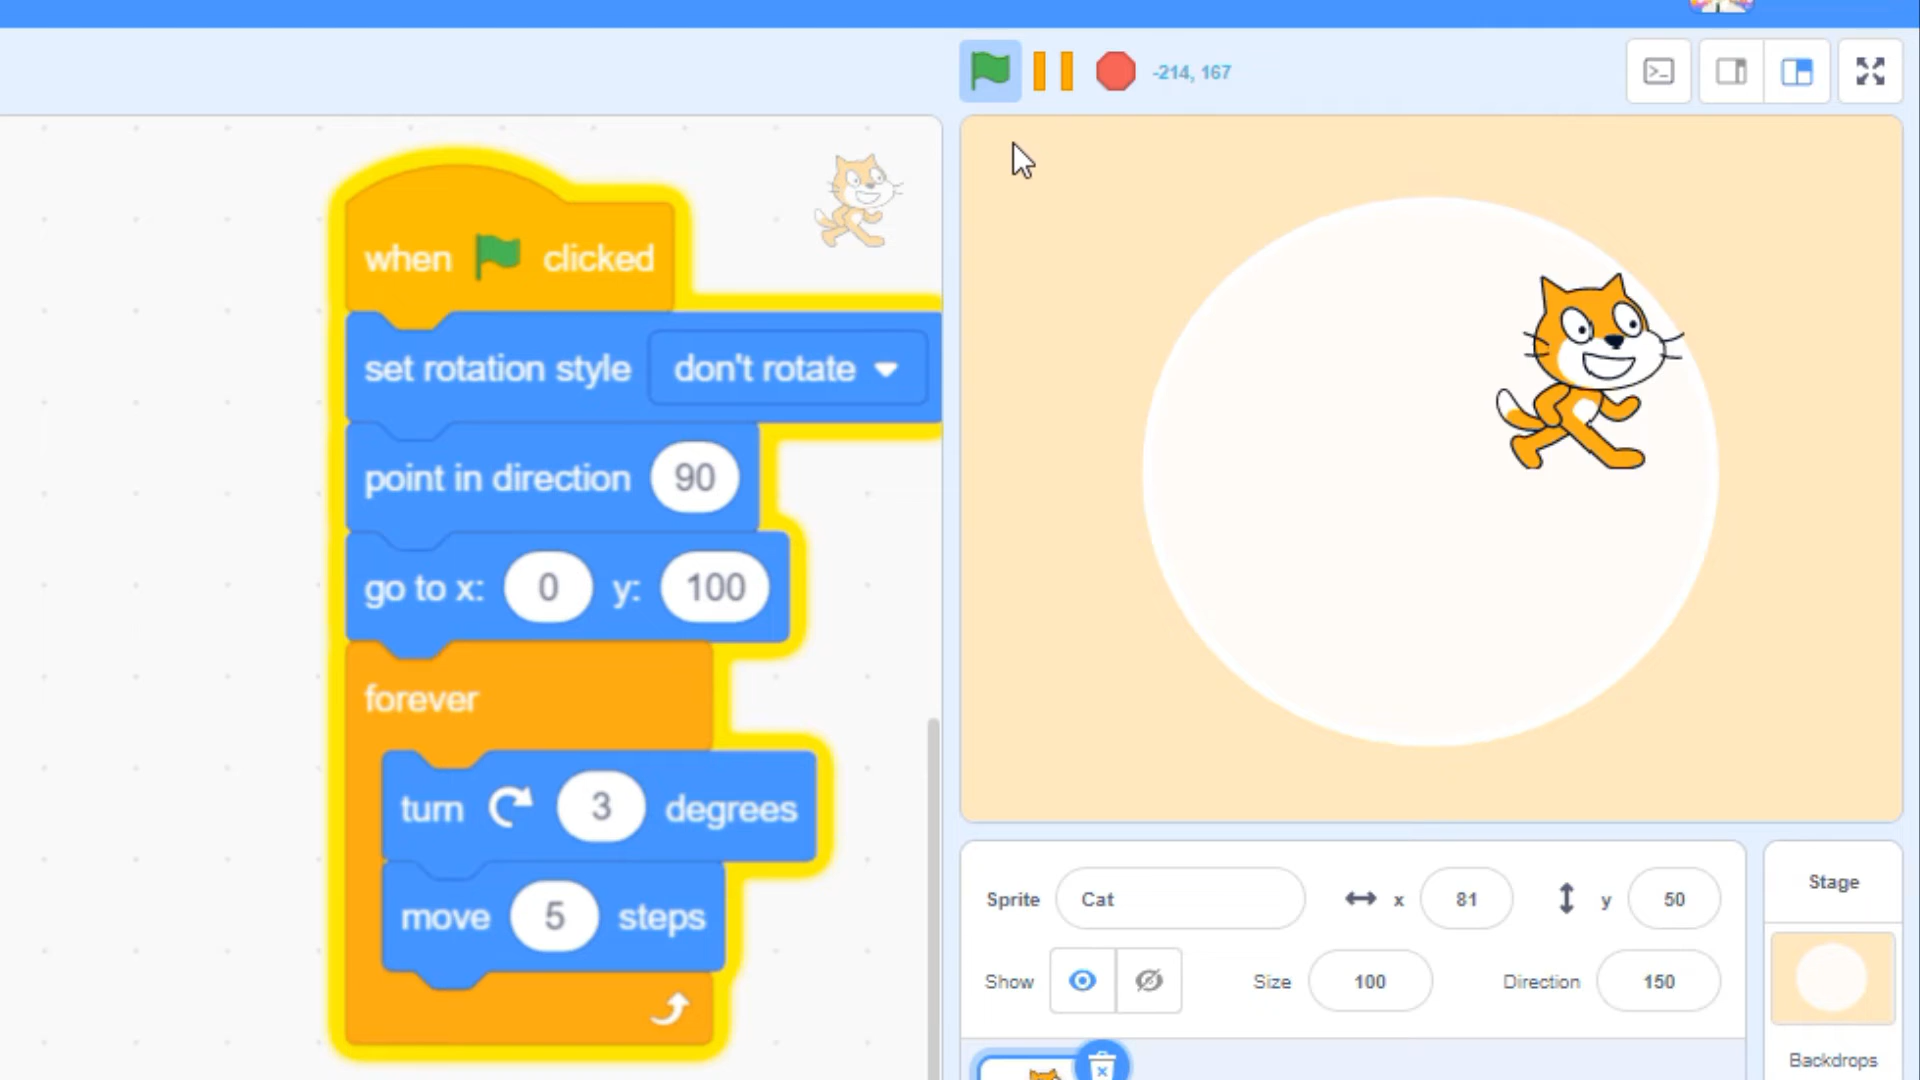 -214, 167
when clicked
set rotation style don't rotate
point in direction 90
go to x: 0 y: 100
forever
turn 3 degrees
move 5 steps
Sprite Cat x 81 y 50
Show Size 100 Direction 150
Stage
Backdrops